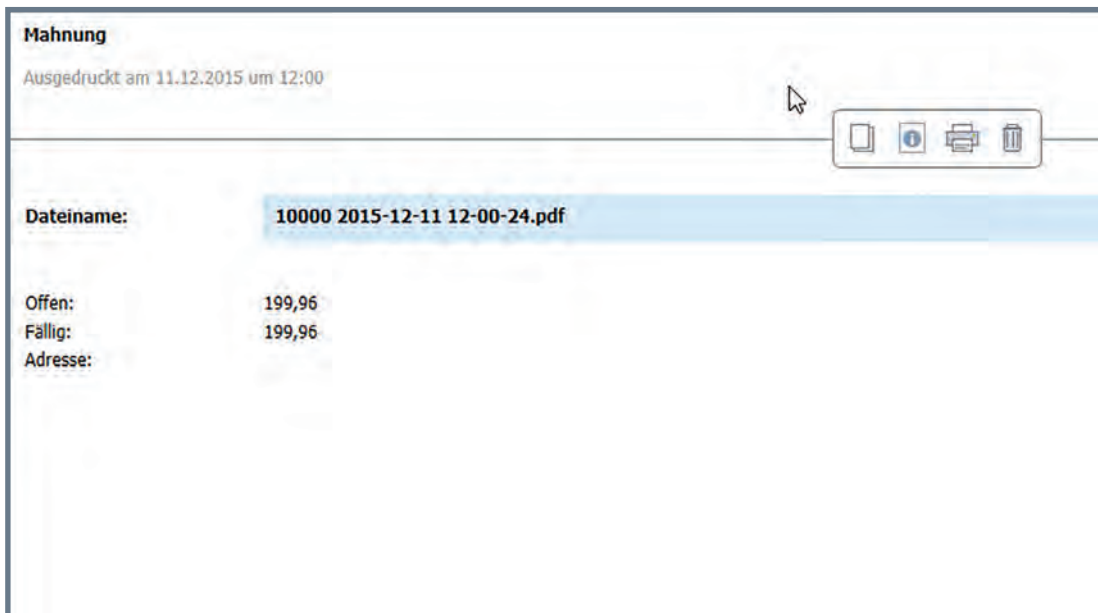 Mahnung
Ausgedruckt am 11.12.2015 um 12:00
Dateiname: 10000 2015-12-11 12-00-24.pdf
Offen: 199,96
Fällig: 199,96
Adresse: